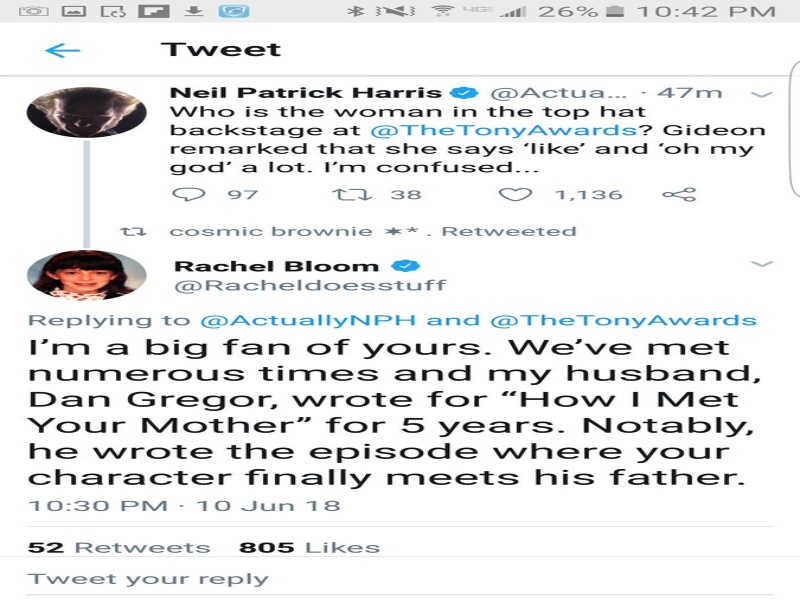 4G 26% 10:42 PM
Tweet
Neil Patrick Harris @Actua... · 47m
Who is the woman in the top hat
backstage at @TheTonyAwards? Gideon
remarked that she says ‘like’ and ‘oh my
god’ a lot. I’m confused...
97 38 1,136
cosmic brownie ✶* . Retweeted
Rachel Bloom
@Racheldoesstuff
Replying to @ActuallyNPH and @TheTonyAwards
I’m a big fan of yours. We’ve met
numerous times and my husband,
Dan Gregor, wrote for “How I Met
Your Mother” for 5 years. Notably,
he wrote the episode where your
character finally meets his father.
10:30 PM · 10 Jun 18
52 Retweets 805 Likes
Tweet your reply